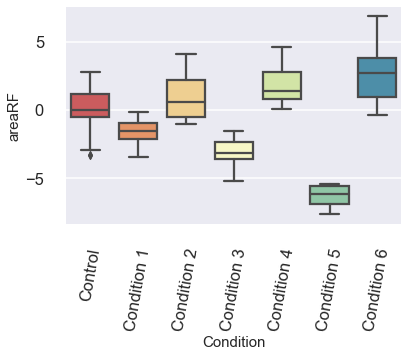 areaRF
5
0
−5
Control
Condition 1
Condition 2
Condition 3
Condition 4
Condition 5
Condition 6
Condition